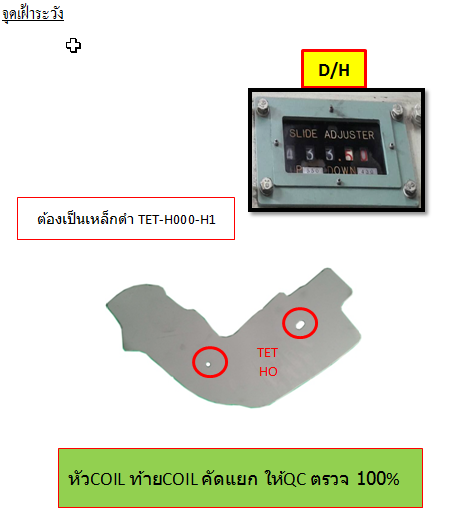 จุดเฝ้าระวัง
D/H
SLIDE ADJUSTER
DOWN
ต้องเป็นเหล็กดำ TET-H000-H1
TET
HO
หัวCOIL ท้ายCOIL คัดแยก ให้QC ตรวจ 100%